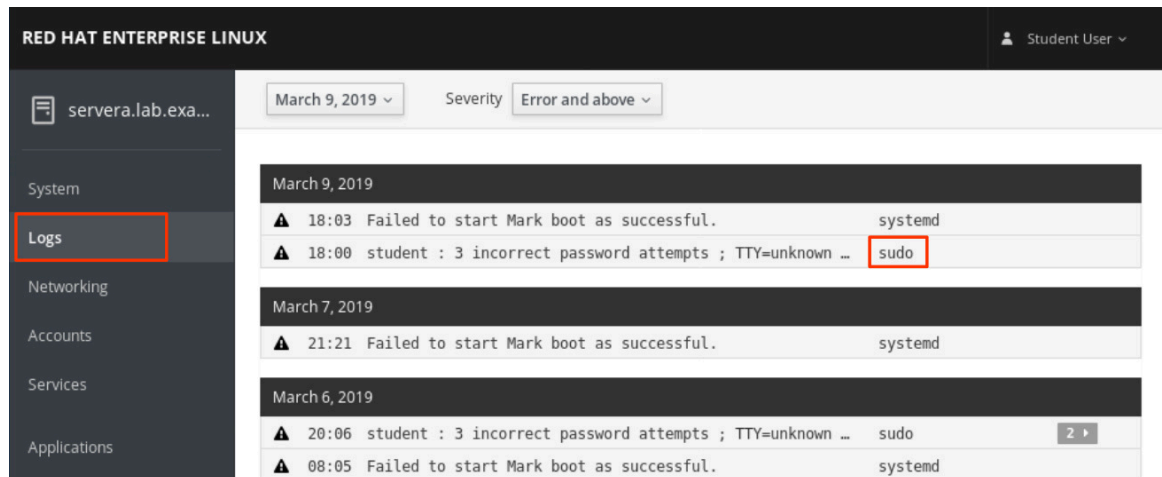 RED HAT ENTERPRISE LINUX
Student User
servera.lab.exa...
March 9, 2019
Severity
Error and above
System
Logs
Networking
Accounts
Services
Applications
March 9, 2019
18:03 Failed to start Mark boot as successful. systemd
18:00 student : 3 incorrect password attempts ; TTY=unknown … sudo
March 7, 2019
21:21 Failed to start Mark boot as successful. systemd
March 6, 2019
20:06 student : 3 incorrect password attempts ; TTY=unknown … sudo 2
08:05 Failed to start Mark boot as successful. systemd